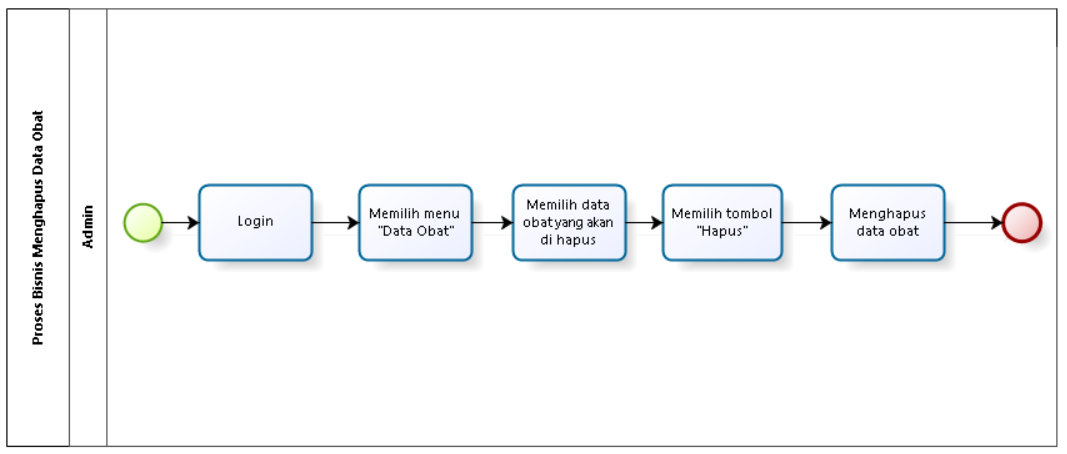 Proses Bisnis Menghapus Data Obat
Admin
Login
Memilih menu
"Data Obat"
Memilih data
obat yang akan
di hapus
Memilih tombol
"Hapus"
Menghapus
data obat